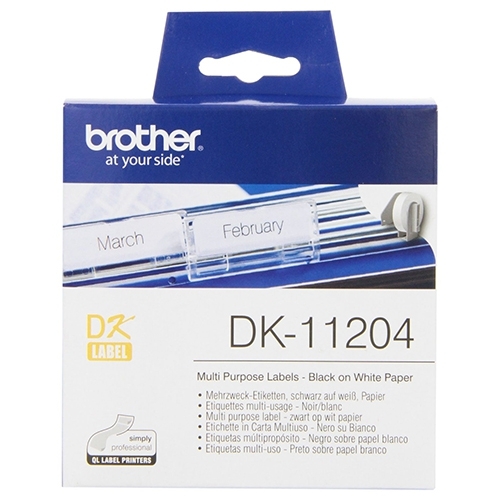 brother
at your side
March
February
DK
LABEL
DK-11204
Multi Purpose Labels - Black on White Paper
• Mehrzweck-Etiketten, schwarz auf weiß, Papier
• Etiquettes multi-usage - Noir/blanc
• Multi purpose label - zwart op wit papier
• Etichette in Carta Multiuso - Nero su Bianco
• Etiquetas multipropósito - Negro sobre papel blanco
• Etiquetas multi-uso - Preto sobre papel branco
simply
professional
QL LABEL PRINTERS